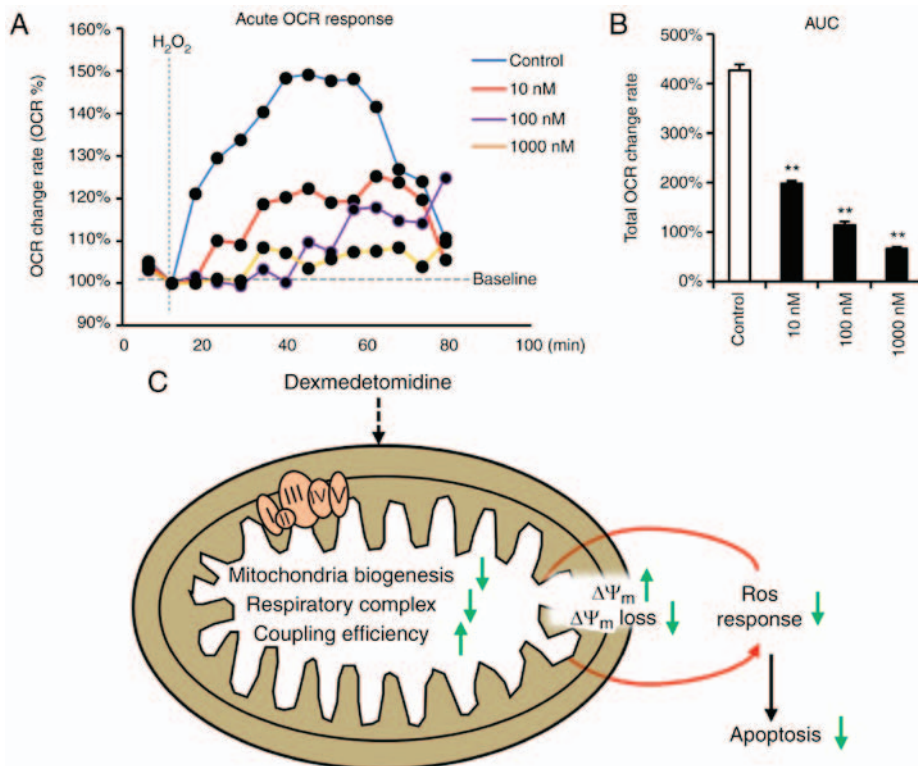 A
Acute OCR response
H2O2
OCR change rate (OCR %)
160%
150%
140%
130%
120%
110%
100%
90%
Control
10 nM
100 nM
1000 nM
Baseline
0 20 40 60 80 100 (min)
B
AUC
Total OCR change rate
500%
400%
300%
200%
100%
0%
**
**
**
Control
10 nM
100 nM
1000 nM
C
Dexmedetomidine
I II III IV V
Mitochondria biogenesis
Respiratory complex
Coupling efficiency
ΔΨm
ΔΨm loss
Ros
response
Apoptosis